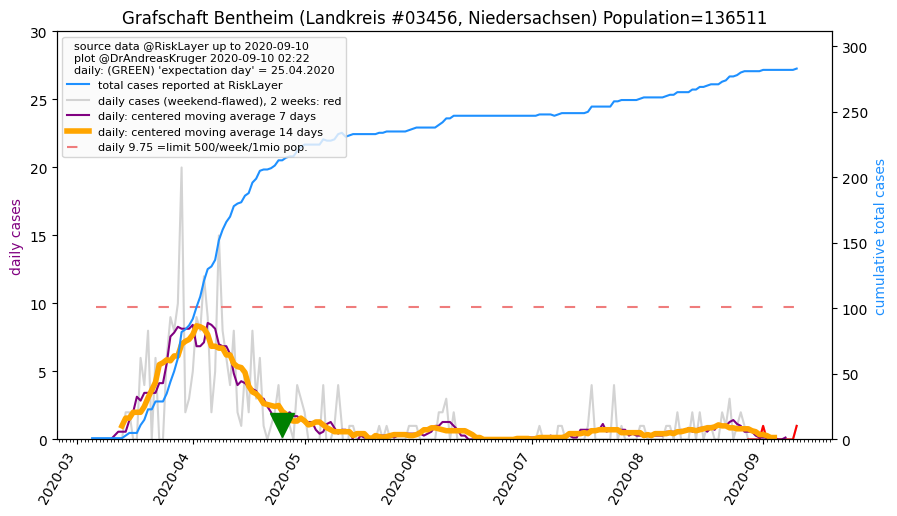 Grafschaft Bentheim (Landkreis #03456, Niedersachsen) Population=136511
source data @RiskLayer up to 2020-09-10
plot @DrAndreasKruger 2020-09-10 02:22
daily: (GREEN) 'expectation day' = 25.04.2020
total cases reported at RiskLayer
daily cases (weekend-flawed), 2 weeks: red
daily: centered moving average 7 days
daily: centered moving average 14 days
daily 9.75 =limit 500/week/1mio pop.
daily cases
30
25
20
15
10
5
0
cumulative total cases
300
250
200
150
100
50
0
2020-03
2020-04
2020-05
2020-06
2020-07
2020-08
2020-09